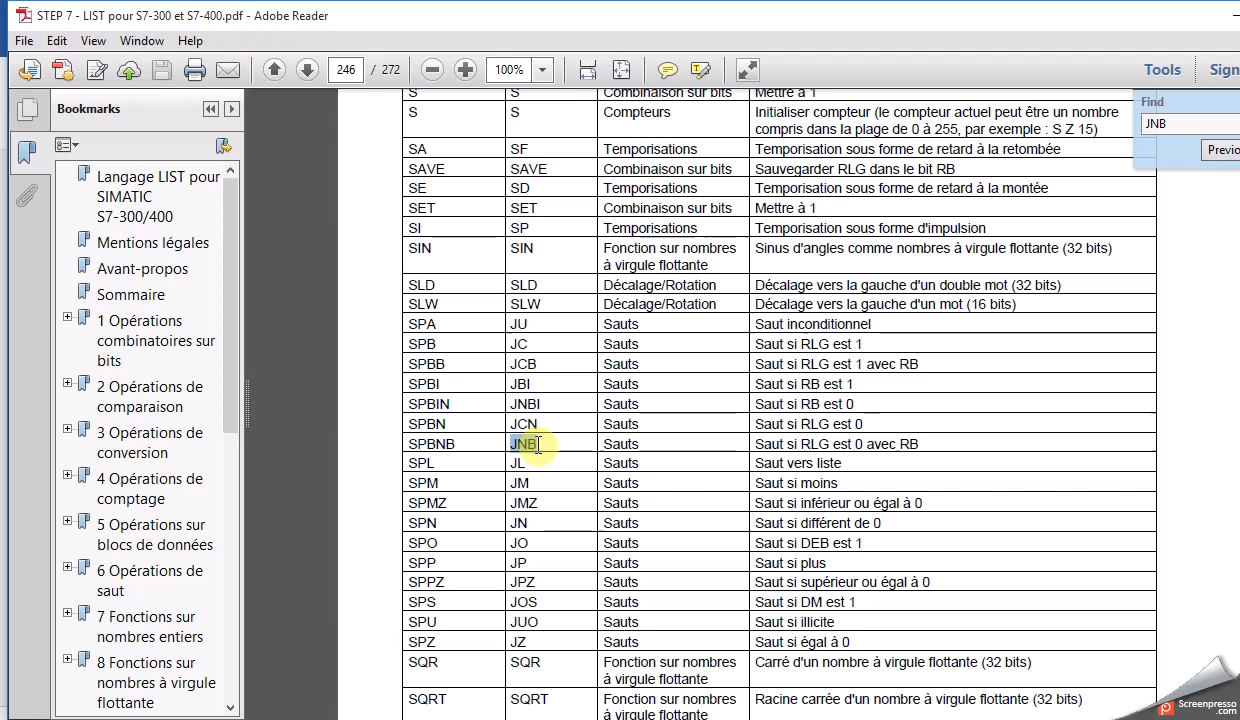 STEP 7 - LIST pour S7-300 et S7-400.pdf - Adobe Reader
File Edit View Window Help
246 / 272 100% Tools Sign
Bookmarks
Find
JNB
Previo
Langage LIST pour
SIMATIC
S7-300/400
Mentions légales
Avant-propos
Sommaire
1 Opérations
combinatoires sur
bits
2 Opérations de
comparaison
3 Opérations de
conversion
4 Opérations de
comptage
5 Opérations sur
blocs de données
6 Opérations de
saut
7 Fonctions sur
nombres entiers
8 Fonctions sur
nombres à virgule
flottante
S S Combinaison sur bits Mettre à 1
S S Compteurs Initialiser compteur (le compteur actuel peut être un nombre
compris dans la plage de 0 à 255, par exemple : S Z 15)
SA SF Temporisations Temporisation sous forme de retard à la retombée
SAVE SAVE Combinaison sur bits Sauvegarder RLG dans le bit RB
SE SD Temporisations Temporisation sous forme de retard à la montée
SET SET Combinaison sur bits Mettre à 1
SI SP Temporisations Temporisation sous forme d'impulsion
SIN SIN Fonction sur nombres Sinus d'angles comme nombres à virgule flottante (32 bits)
à virgule flottante
SLD SLD Décalage/Rotation Décalage vers la gauche d'un double mot (32 bits)
SLW SLW Décalage/Rotation Décalage vers la gauche d'un mot (16 bits)
SPA JU Sauts Saut inconditionnel
SPB JC Sauts Saut si RLG est 1
SPBB JCB Sauts Saut si RLG est 1 avec RB
SPBI JBI Sauts Saut si RB est 1
SPBIN JNBI Sauts Saut si RB est 0
SPBN JCN Sauts Saut si RLG est 0
SPBNB JNB Sauts Saut si RLG est 0 avec RB
SPL JL Sauts Saut vers liste
SPM JM Sauts Saut si moins
SPMZ JMZ Sauts Saut si inférieur ou égal à 0
SPN JN Sauts Saut si différent de 0
SPO JO Sauts Saut si DEB est 1
SPP JP Sauts Saut si plus
SPPZ JPZ Sauts Saut si supérieur ou égal à 0
SPS JOS Sauts Saut si DM est 1
SPU JUO Sauts Saut si illicite
SPZ JZ Sauts Saut si égal à 0
SQR SQR Fonction sur nombres Carré d'un nombre à virgule flottante (32 bits)
à virgule flottante
SQRT SQRT Fonction sur nombres Racine carrée d'un nombre à virgule flottante (32 bits)
à virgule flottante
Screenpresso
.com